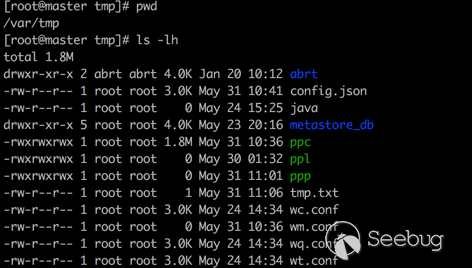 [root@master tmp]# pwd
/var/tmp
[root@master tmp]# ls -lh
total 1.8M
drwxr-xr-x 2 abrt abrt 4.0K Jan 20 10:12 abrt
-rw-r--r-- 1 root root 3.0K May 31 10:41 config.json
-rw-r--r-- 1 root root    0 May 24 15:25 java
drwxr-xr-x 5 root root 4.0K May 23 20:16 metastore_db
-rwxrwxrwx 1 root root 1.8M May 31 10:36 ppc
-rwxrwxrwx 1 root root    0 May 30 01:32 ppl
-rwxrwxrwx 1 root root    0 May 31 11:01 ppp
-rw-r--r-- 1 root root    1 May 31 11:06 tmp.txt
-rw-r--r-- 1 root root 3.0K May 24 14:34 wc.conf
-rw-r--r-- 1 root root    0 May 31 10:36 wm.conf
-rw-r--r-- 1 root root 3.0K May 24 14:34 wq.conf
-rw-r--r-- 1 root root 3.0K May 24 14:34 wt.conf
Seebug